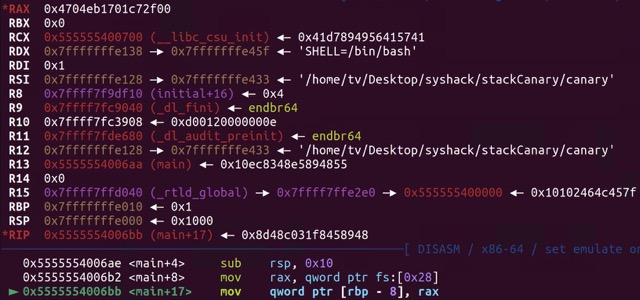 *RAX 0x4704eb1701c72f00
RBX 0x0
RCX 0x555555400700 (__libc_csu_init) ← 0x41d7894956415741
RDX 0x7fffffffe138 → 0x7fffffffe45f ← 'SHELL=/bin/bash'
RDI 0x1
RSI 0x7fffffffe128 → 0x7fffffffe433 ← '/home/tv/Desktop/syshack/stackCanary/canary'
R8 0x7ffff7f9df10 (initial+16) ← 0x4
R9 0x7ffff7fc9040 (_dl_fini) ← endbr64
R10 0x7ffff7fc3908 ← 0xd00120000000e
R11 0x7ffff7fde680 (_dl_audit_preinit) ← endbr64
R12 0x7fffffffe128 → 0x7fffffffe433 ← '/home/tv/Desktop/syshack/stackCanary/canary'
R13 0x5555554006aa (main) ← 0x10ec8348e5894855
R14 0x0
R15 0x7ffff7ffd040 (_rtld_global) → 0x7ffff7ffe2e0 → 0x555555400000 ← 0x10102464c457f
RBP 0x7fffffffe010 ← 0x1
RSP 0x7fffffffe000 ← 0x1000
*RIP 0x5555554006bb (main+17) ← 0x8d48c031f8458948
[ DISASM / x86-64 / set emulate on
0x5555554006ae <main+4> sub rsp, 0x10
0x5555554006b2 <main+8> mov rax, qword ptr fs:[0x28]
► 0x5555554006bb <main+17> mov qword ptr [rbp - 8], rax